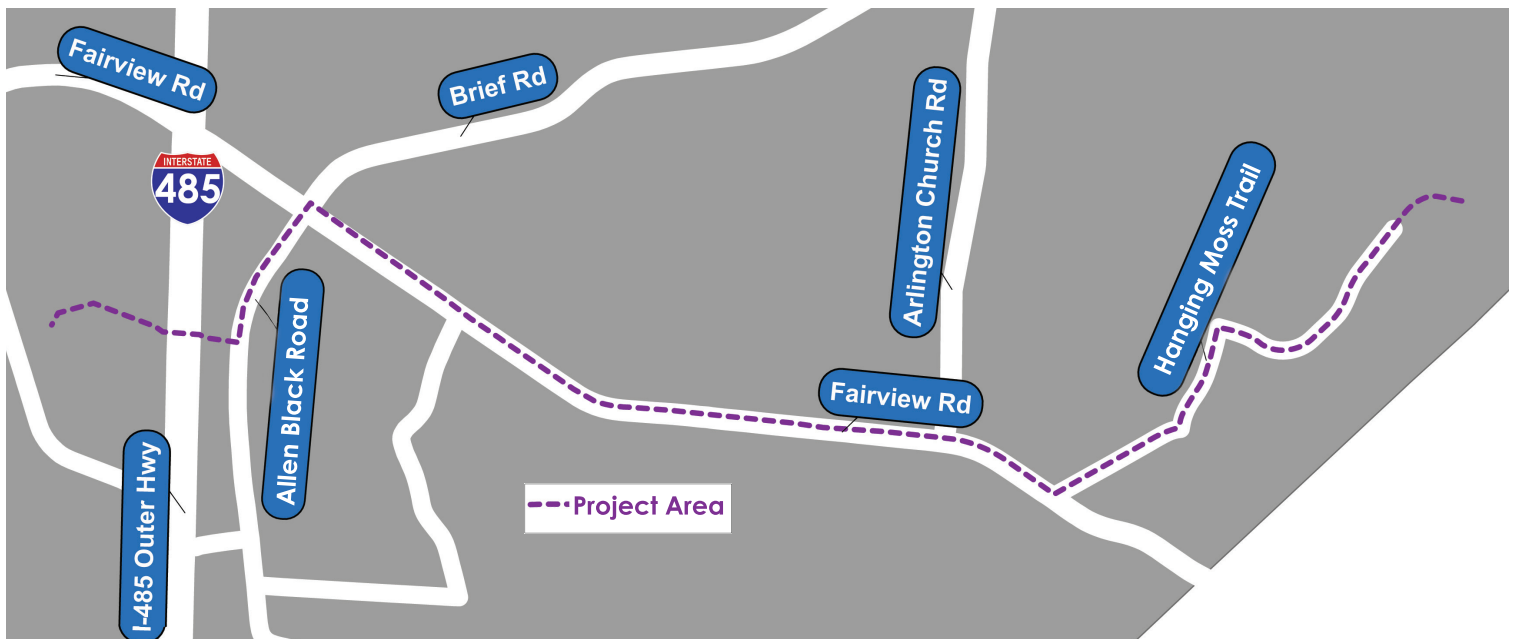 Fairview Rd
Brief Rd
INTERSTATE
485
Arlington Church Rd
Hanging Moss Trail
Allen Black Road
Fairview Rd
I-485 Outer Hwy
Project Area